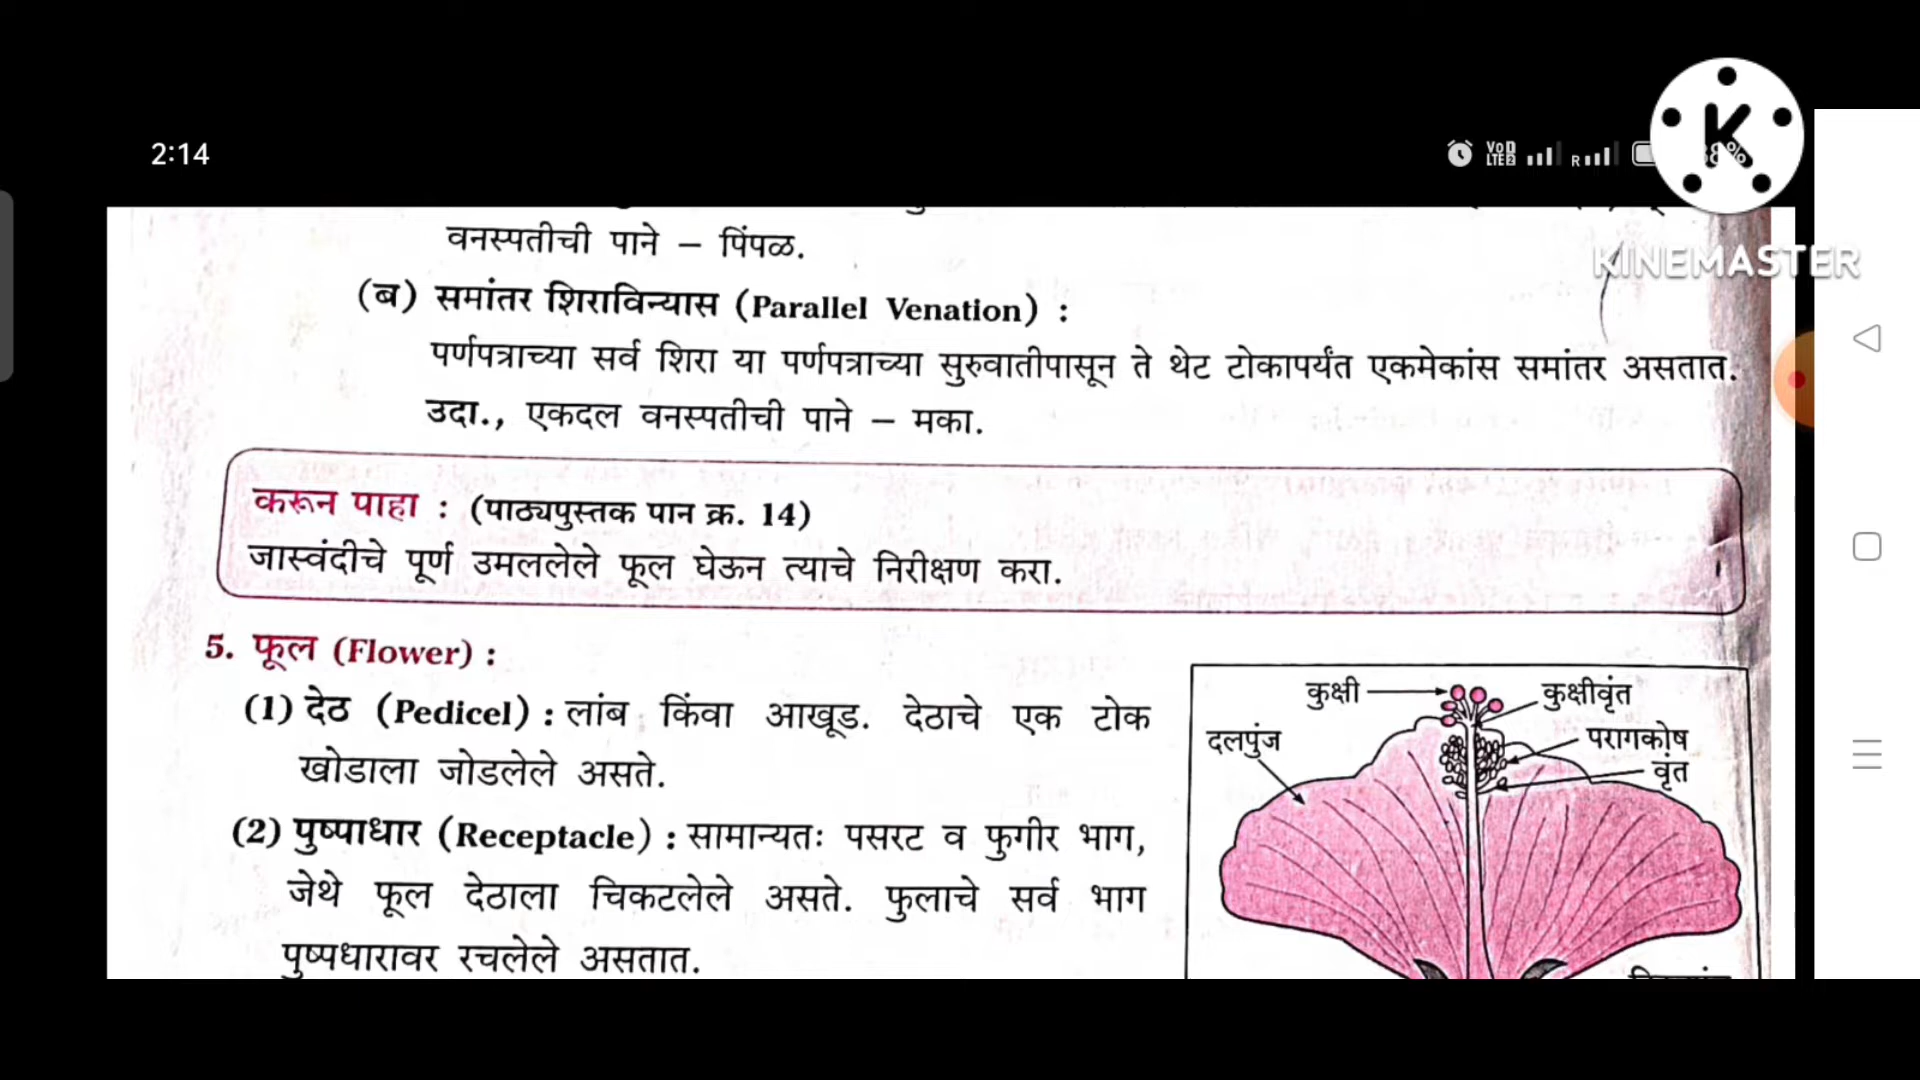 2:14
VoD LTE2 R
K
KINEMASTER
वनस्पतीची पाने – पिंपळ.
(ब) समांतर शिराविन्यास (Parallel Venation) :
पर्णपत्राच्या सर्व शिरा या पर्णपत्राच्या सुरुवातीपासून ते थेट टोकापर्यंत एकमेकांस समांतर असतात.
उदा., एकदल वनस्पतीची पाने – मका.
करून पाहा : (पाठ्यपुस्तक पान क्र. 14)
जास्वंदीचे पूर्ण उमललेले फूल घेऊन त्याचे निरीक्षण करा.
5. फूल (Flower) :
(1) देठ (Pedicel) : लांब किंवा आखूड. देठाचे एक टोक
खोडाला जोडलेले असते.
(2) पुष्पाधार (Receptacle) : सामान्यतः पसरट व फुगीर भाग,
जेथे फूल देठाला चिकटलेले असते. फुलाचे सर्व भाग
पुष्पधारावर रचलेले असतात.
कुक्षी
कुक्षीवृंत
दलपुंज
परागकोष
वृंत